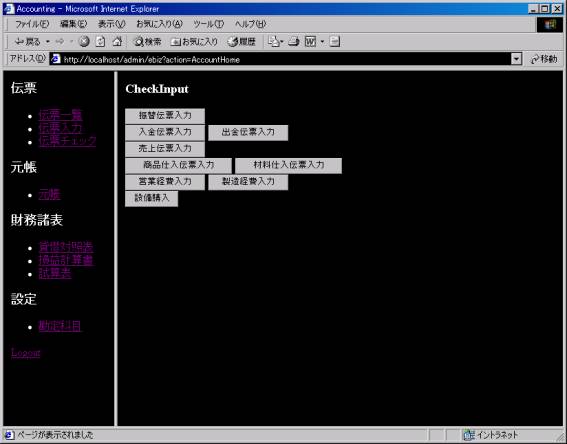 Accounting - Microsoft Internet Explorer
ファイル(F) 編集(E) 表示(V) お気に入り(A) ツール(T) ヘルプ(H)
戻る 検索 お気に入り 履歴
アドレス(D) http://localhost/admin/ebiz?action=AccountHome 移動
伝票
伝票一覧
伝票入力
伝票チェック
元帳
元帳
財務諸表
貸借対照表
損益計算書
試算表
設定
勘定科目
Logout
CheckInput
振替伝票入力
入金伝票入力 出金伝票入力
売上伝票入力
商品仕入伝票入力 材料仕入伝票入力
営業経費入力 製造経費入力
設備購入
ページが表示されました イントラネット